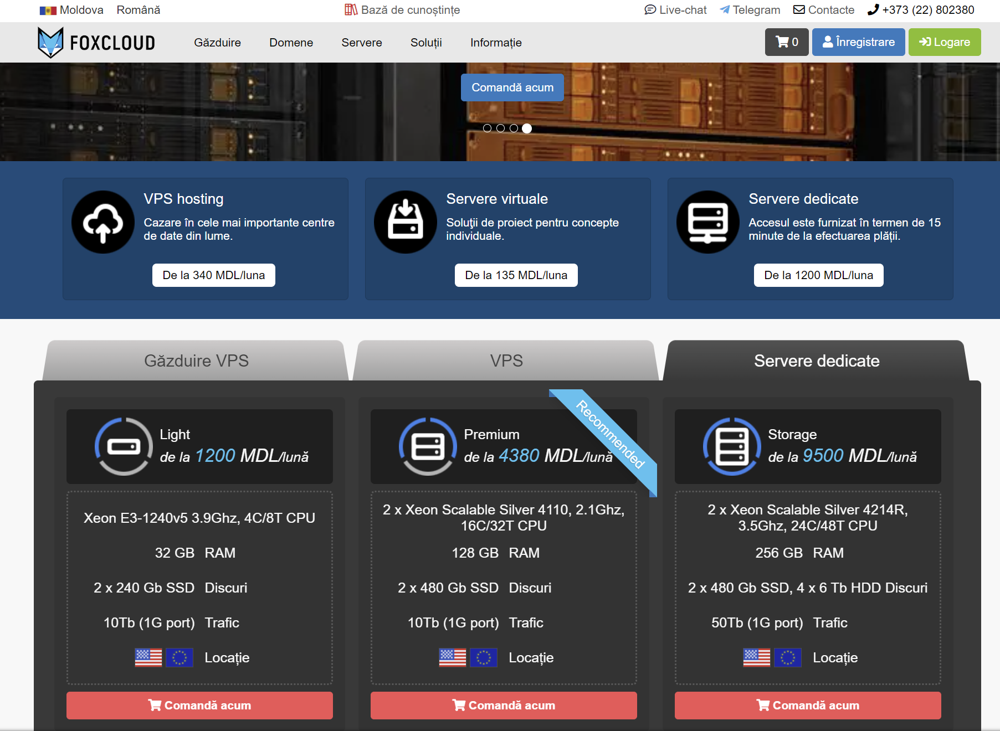 Moldova Română Bază de cunoștințe Live-chat Telegram Contacte +373 (22) 802380
FOXCLOUD Găzduire Domene Servere Soluții Informație 0 Înregistrare Logare
Comandă acum
VPS hosting
Cazare în cele mai importante centre
de date din lume.
De la 340 MDL/luna
Servere virtuale
Soluţii de proiect pentru concepte
individuale.
De la 135 MDL/luna
Servere dedicate
Accesul este furnizat în termen de 15
minute de la efectuarea plății.
De la 1200 MDL/luna
Găzduire VPS VPS Servere dedicate
Light
de la 1200 MDL/lună
Xeon E3-1240v5 3.9Ghz, 4C/8T CPU
32 GB RAM
2 x 240 Gb SSD Discuri
10Tb (1G port) Trafic
Locație
Comandă acum
Recommended
Premium
de la 4380 MDL/lună
2 x Xeon Scalable Silver 4110, 2.1Ghz,
16C/32T CPU
128 GB RAM
2 x 480 Gb SSD Discuri
10Tb (1G port) Trafic
Locație
Comandă acum
Storage
de la 9500 MDL/lună
2 x Xeon Scalable Silver 4214R,
3.5Ghz, 24C/48T CPU
256 GB RAM
2 x 480 Gb SSD, 4 x 6 Tb HDD Discuri
50Tb (1G port) Trafic
Locație
Comandă acum